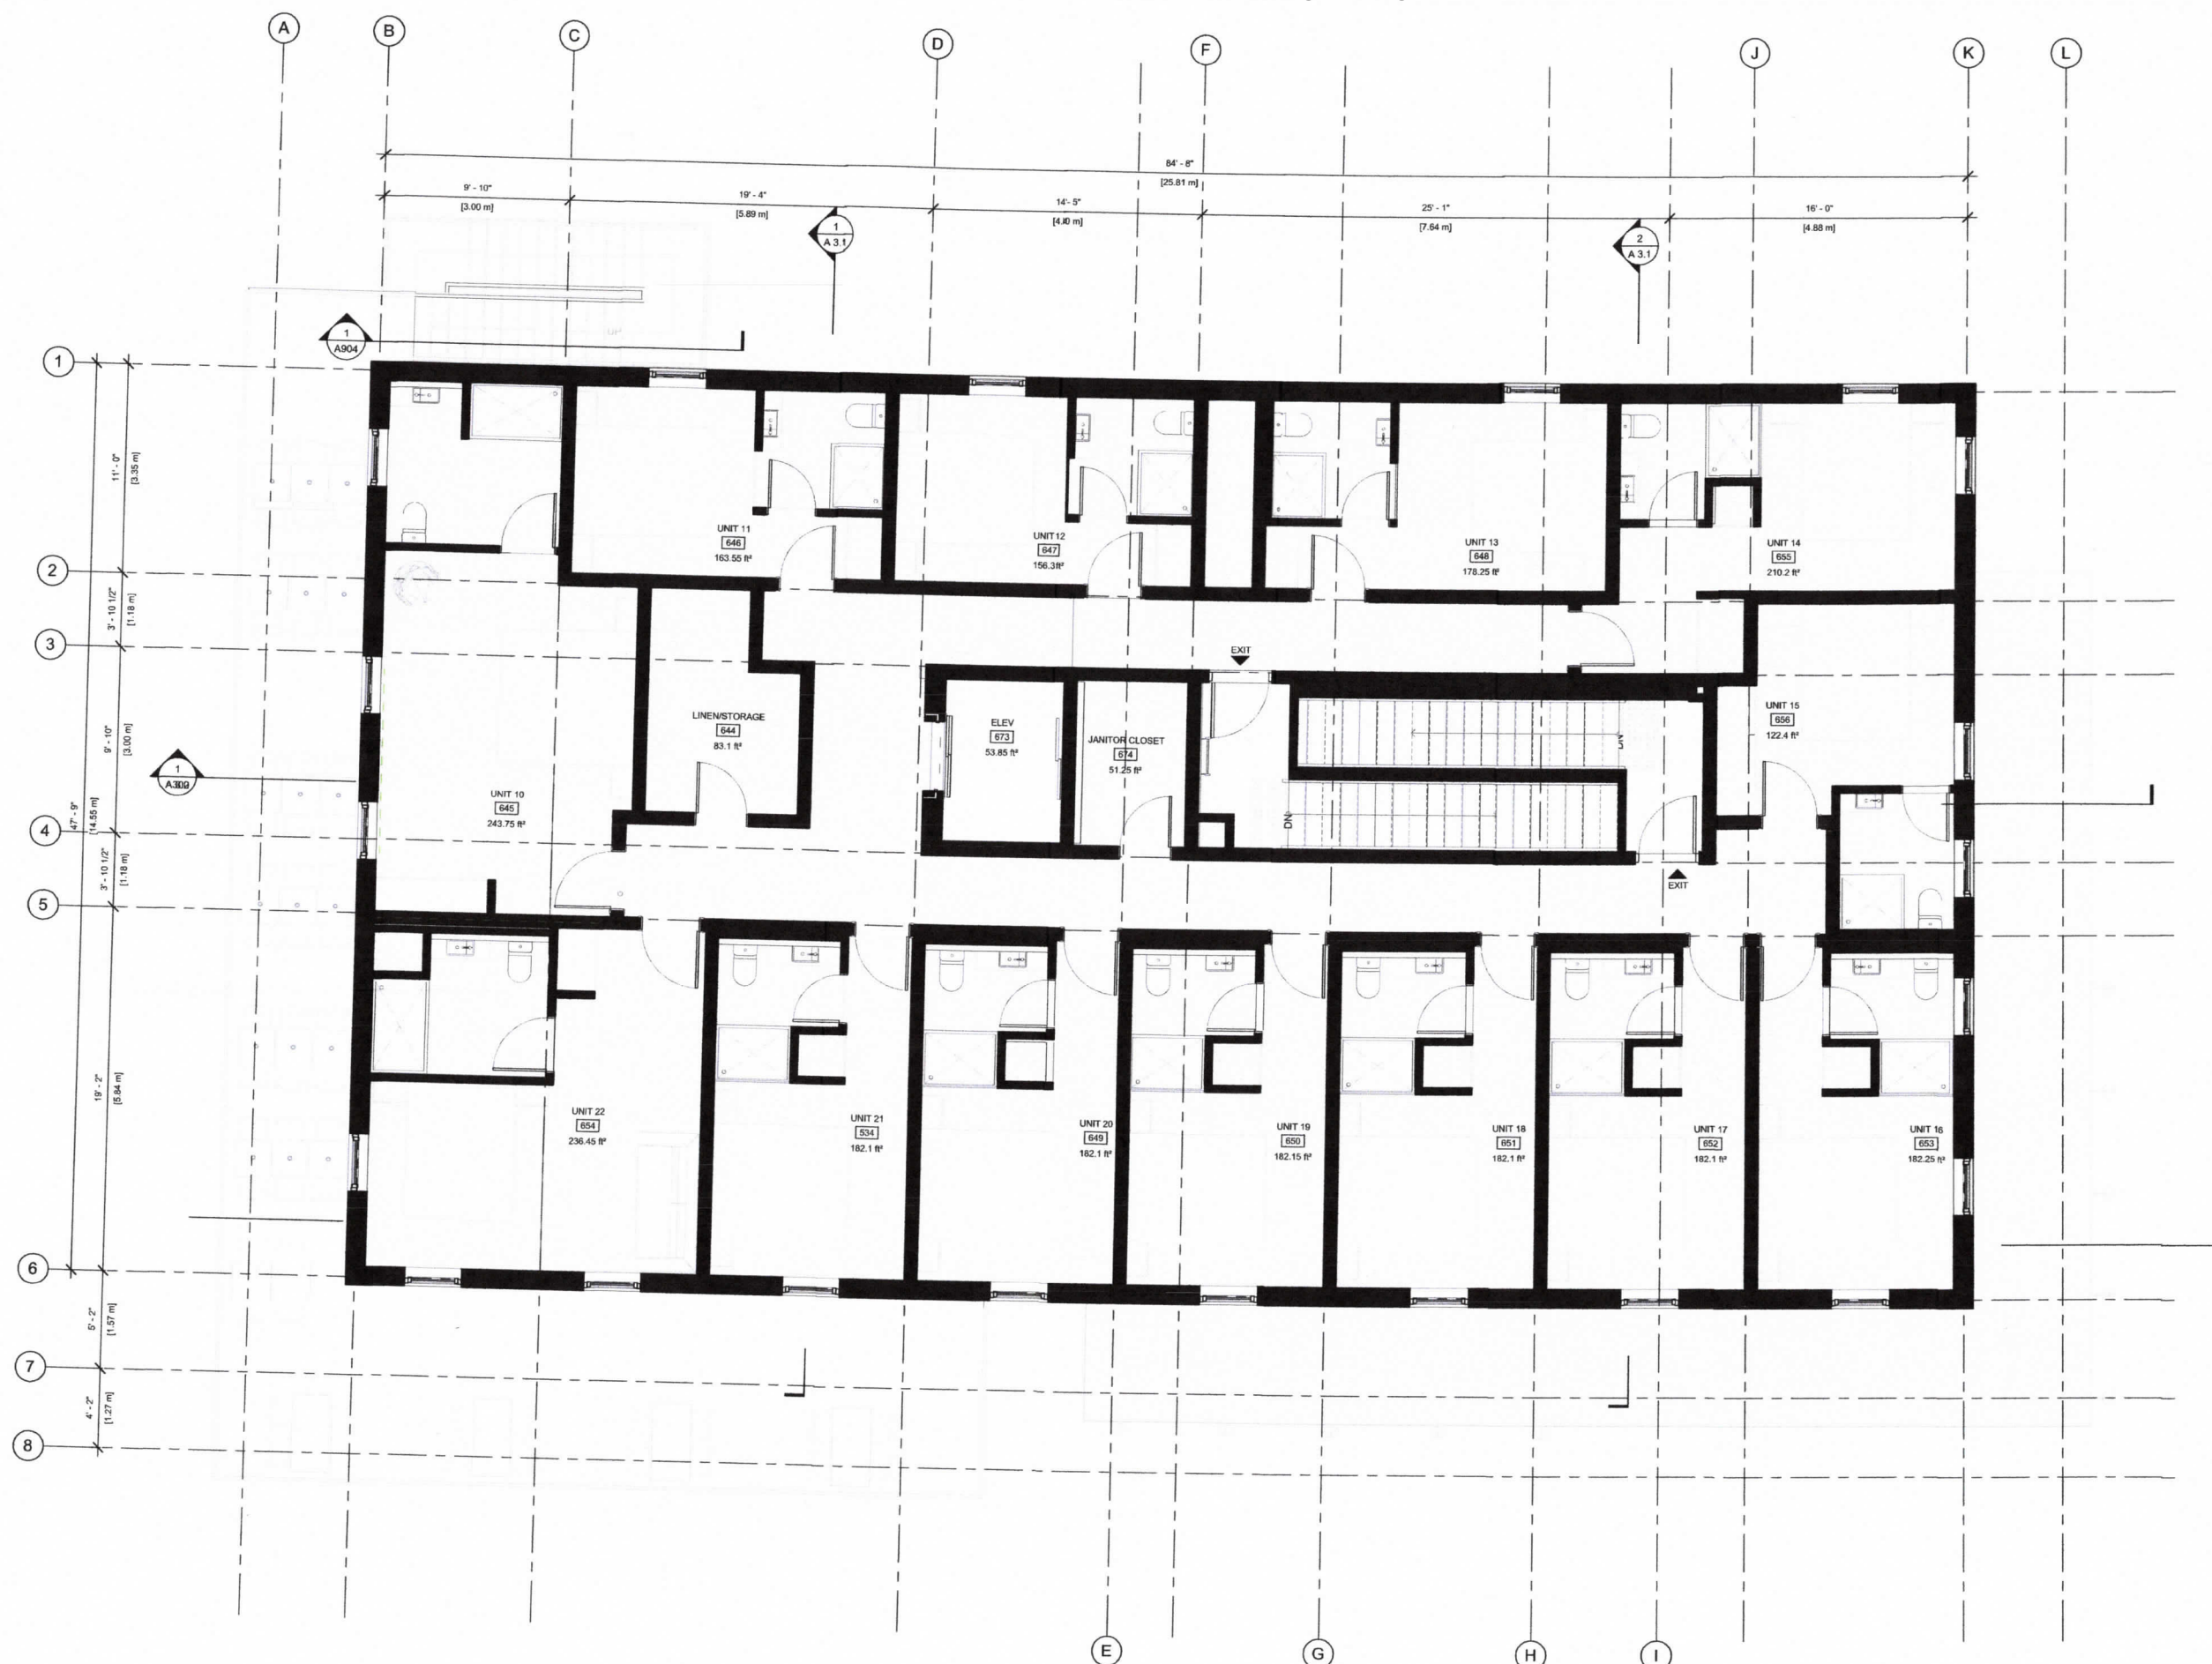 A
B
C
D
F
J
K
L
84' - 8"
[25.81 m]
9' - 10"
[3.00 m]
19' - 4"
[5.89 m]
14'- 5"
25' - 1"
[7.64 m]
16' - 0"
[4.88 m]
1
A 3.1
2
A 3.1
1
A904
1
2
3
4
5
6
7
8
11' - 0"
[3.35 m]
3' - 10 1/2"
[1.18 m]
9' - 10"
[3.00 m]
47' - 9"
[14.55 m]
3' - 10 1/2"
[1.18 m]
19' - 2"
[5.84 m]
5' - 2"
[1.57 m]
4' - 2"
[1.27 m]
1
UP
UNIT 11
646
163.55 ft²
UNIT 12
647
156.3ft²
UNIT 13
648
178.25 ft²
UNIT 14
655
210.2 ft²
EXIT
LINEN/STORAGE
644
83.1 ft²
ELEV
673
53.85 ft²
JANITOR CLOSET
674
51.25 ft²
DN
DN
UNIT 15
656
122.4 ft²
UNIT 10
645
243.75 ft²
EXIT
UNIT 22
654
236.45 ft²
UNIT 21
534
182.1 ft²
UNIT 20
649
182.1 ft²
UNIT 19
650
182.15 ft²
UNIT 18
651
182.1 ft²
UNIT 17
652
182.1 ft²
UNIT 16
653
182.25 ft²
E
G
H
I